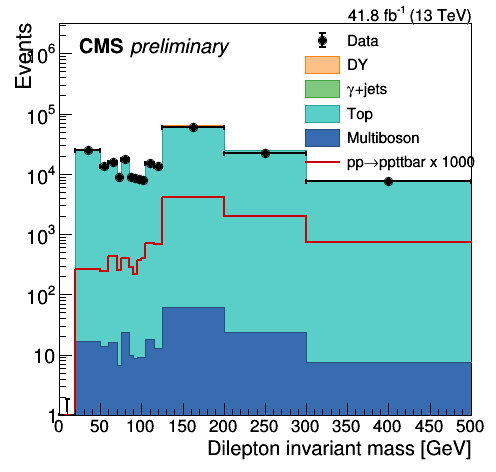 41.8 fb⁻¹ (13 TeV)
CMS preliminary
Data
DY
γ+jets
Top
Multiboson
pp→ppttbar x 1000
Events
10⁶
10⁵
10⁴
10³
10²
10
1
0 50 100 150 200 250 300 350 400 450 500
Dilepton invariant mass [GeV]